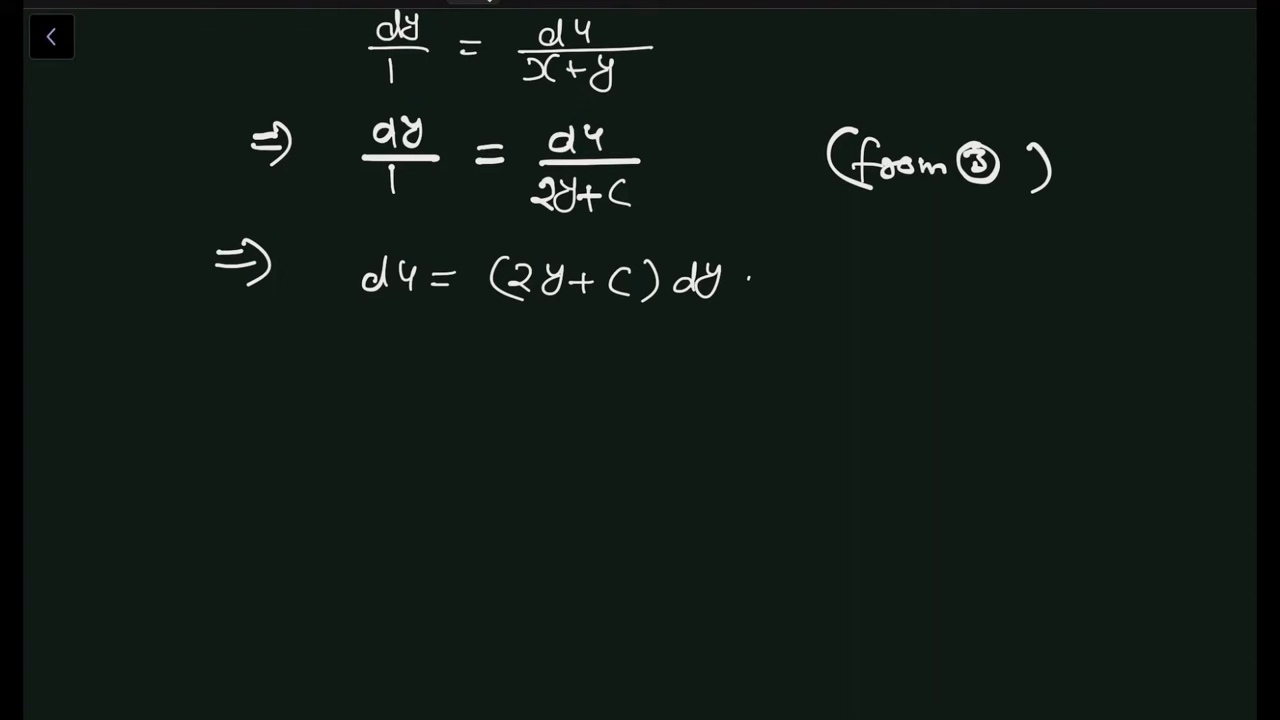 dy/1 = du/(x+y)
⇒ dy/1 = du/(2y+c) (from ③)
⇒ du = (2y+c) dy .